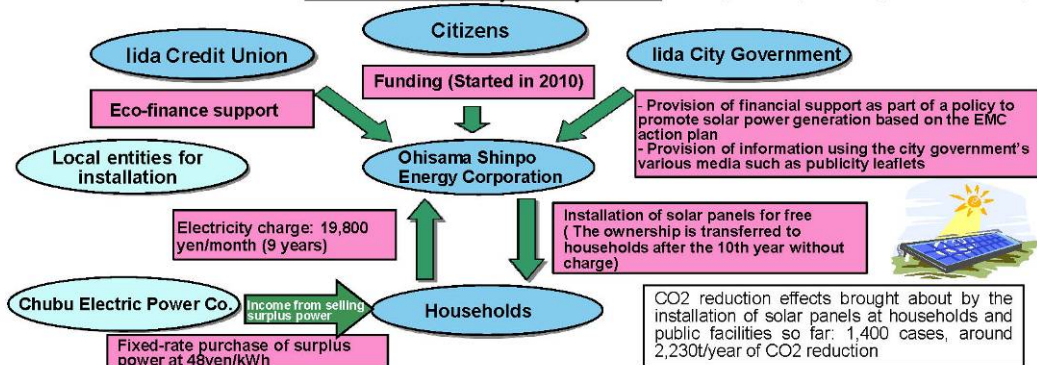 Citizens
Iida Credit Union
Iida City Government
Funding (Started in 2010)
Eco-finance support
- Provision of financial support as part of a policy to
promote solar power generation based on the EMC
action plan
- Provision of information using the city government's
various media such as publicity leaflets
Local entities for
installation
Ohisama Shinpo
Energy Corporation
Electricity charge: 19,800
yen/month (9 years)
Installation of solar panels for free
( The ownership is transferred to
households after the 10th year without
charge)
Chubu Electric Power Co.
Income from selling
surplus power
Households
Fixed-rate purchase of surplus
power at 48yen/kWh
CO2 reduction effects brought about by the
installation of solar panels at households and
public facilities so far: 1,400 cases, around
2,230t/year of CO2 reduction